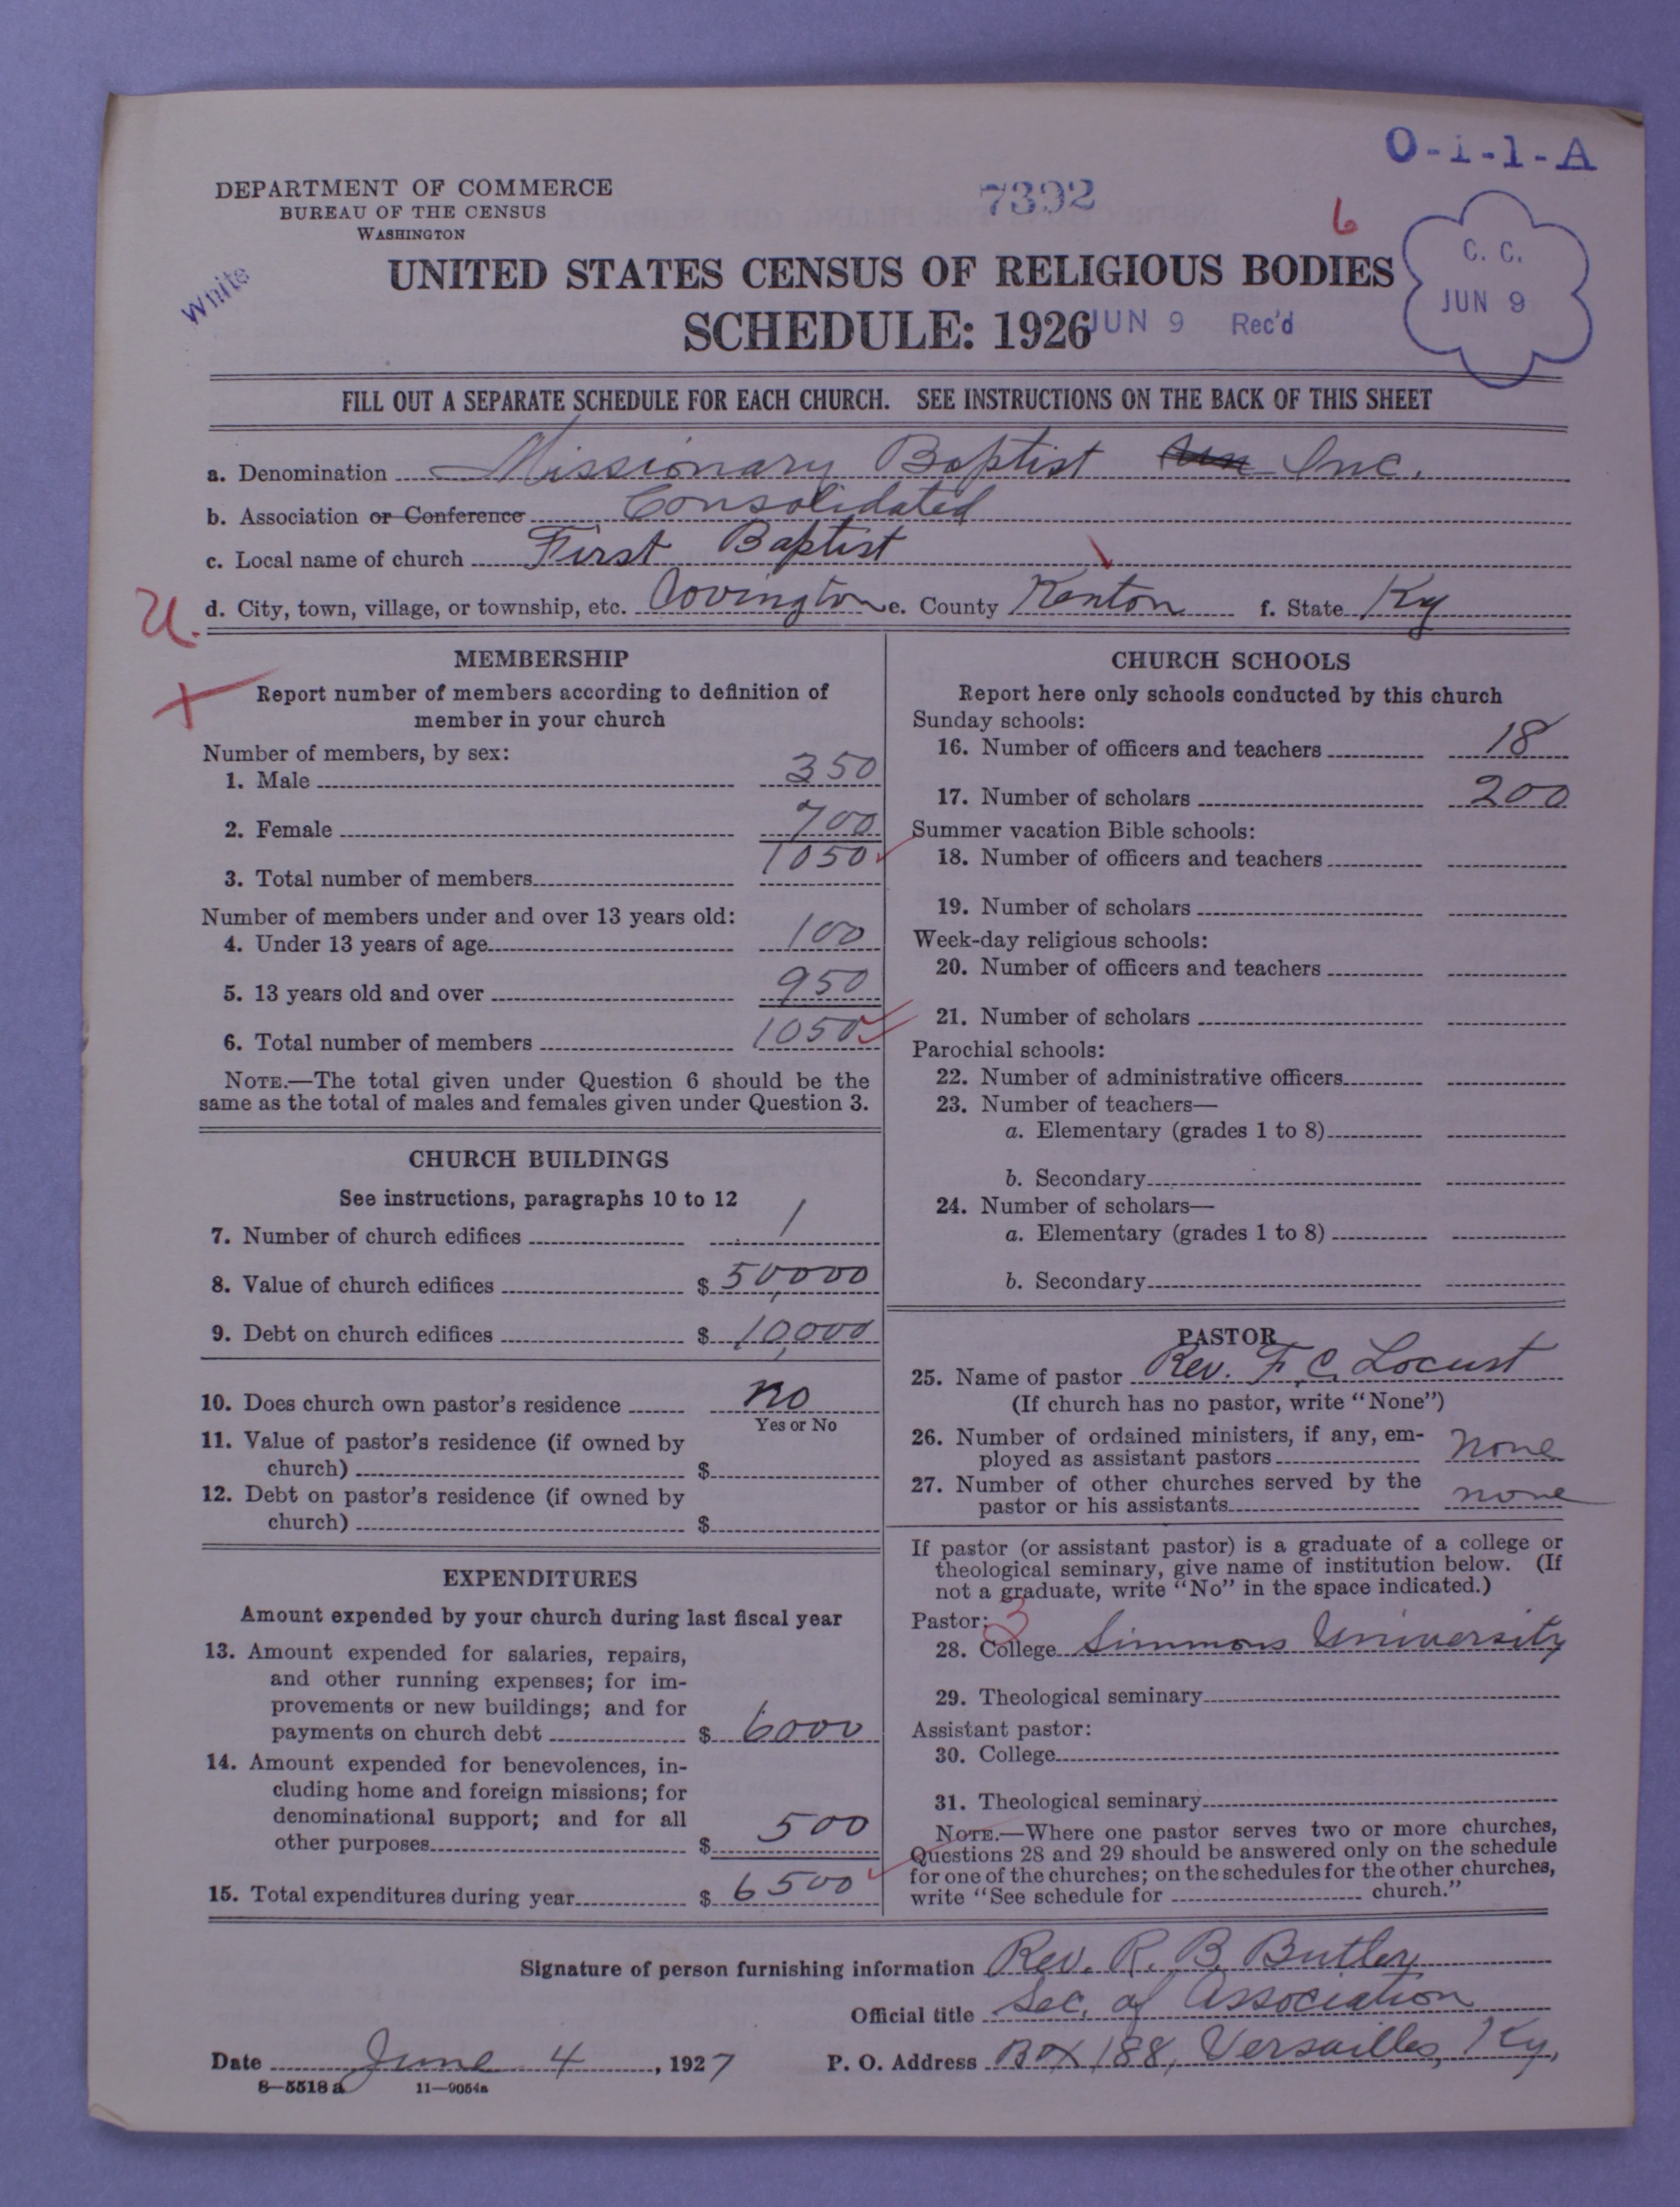 O-1-1-A
DEPARTMENT OF COMMERCE
BUREAU OF THE CENSUS
WASHINGTON
7392
6
White
C. C.
JUN 9
UNITED STATES CENSUS OF RELIGIOUS BODIES
SCHEDULE: 1926
JUN 9 Rec'd
FILL OUT A SEPARATE SCHEDULE FOR EACH CHURCH. SEE INSTRUCTIONS ON THE BACK OF THIS SHEET
a. Denomination Missionary Baptist Inc.
b. Association or Conference Consolidated
c. Local name of church First Baptist
U. d. City, town, village, or township, etc. Covington e. County Kenton f. State Ky
MEMBERSHIP
Report number of members according to definition of
member in your church
Number of members, by sex:
1. Male 350
2. Female 700
3. Total number of members 1050
Number of members under and over 13 years old:
4. Under 13 years of age 100
5. 13 years old and over 950
6. Total number of members 1050
NOTE.—The total given under Question 6 should be the
same as the total of males and females given under Question 3.
CHURCH BUILDINGS
See instructions, paragraphs 10 to 12
7. Number of church edifices 1
8. Value of church edifices $ 50,000
9. Debt on church edifices $ 10,000
10. Does church own pastor's residence no
Yes or No
11. Value of pastor's residence (if owned by
church) $
12. Debt on pastor's residence (if owned by
church) $
EXPENDITURES
Amount expended by your church during last fiscal year
13. Amount expended for salaries, repairs,
and other running expenses; for im-
provements or new buildings; and for
payments on church debt $ 6000
14. Amount expended for benevolences, in-
cluding home and foreign missions; for
denominational support; and for all
other purposes $ 500
15. Total expenditures during year $ 6500
CHURCH SCHOOLS
Report here only schools conducted by this church
Sunday schools:
16. Number of officers and teachers 18
17. Number of scholars 200
Summer vacation Bible schools:
18. Number of officers and teachers
19. Number of scholars
Week-day religious schools:
20. Number of officers and teachers
21. Number of scholars
Parochial schools:
22. Number of administrative officers
23. Number of teachers—
a. Elementary (grades 1 to 8)
b. Secondary
24. Number of scholars—
a. Elementary (grades 1 to 8)
b. Secondary
PASTOR
25. Name of pastor Rev. F. C. Locust
(If church has no pastor, write "None")
26. Number of ordained ministers, if any, em-
ployed as assistant pastors none
27. Number of other churches served by the
pastor or his assistants none
If pastor (or assistant pastor) is a graduate of a college or
theological seminary, give name of institution below. (If
not a graduate, write "No" in the space indicated.)
Pastor: 3
28. College Simmons University
29. Theological seminary
Assistant pastor:
30. College
31. Theological seminary
NOTE.—Where one pastor serves two or more churches,
Questions 28 and 29 should be answered only on the schedule
for one of the churches; on the schedules for the other churches,
write "See schedule for church."
Signature of person furnishing information Rev. R. B. Butler
Official title Sec. of Association
Date June 4, 1927 P. O. Address Box 188, Versailles, Ky,
8—5518 a 11—9054a